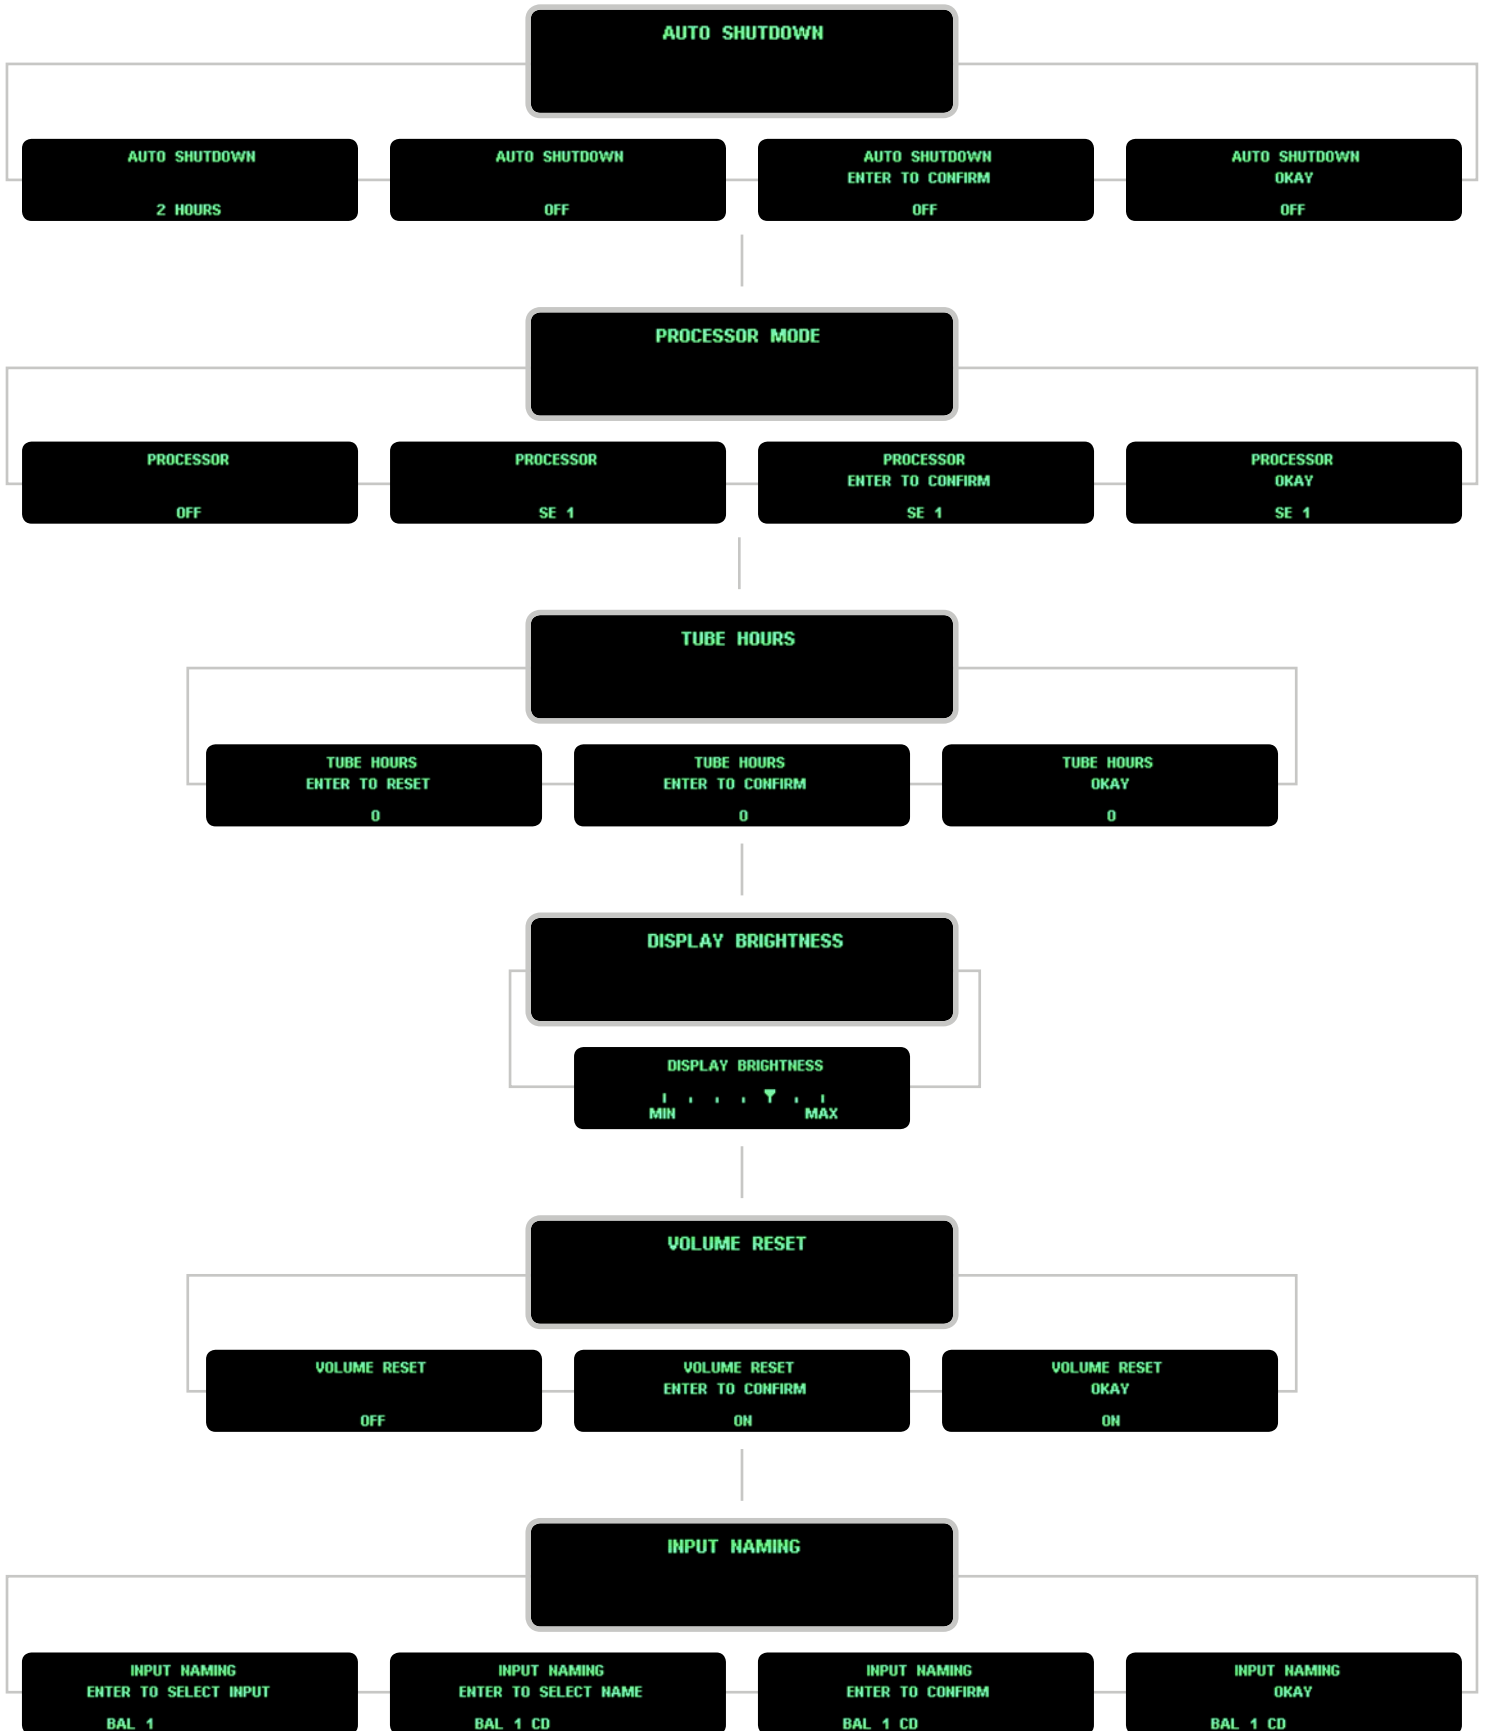 AUTO SHUTDOWN
AUTO SHUTDOWN
2 HOURS
AUTO SHUTDOWN
OFF
AUTO SHUTDOWN
ENTER TO CONFIRM
OFF
AUTO SHUTDOWN
OKAY
OFF
PROCESSOR MODE
PROCESSOR
OFF
PROCESSOR
SE 1
PROCESSOR
ENTER TO CONFIRM
SE 1
PROCESSOR
OKAY
SE 1
TUBE HOURS
TUBE HOURS
ENTER TO RESET
0
TUBE HOURS
ENTER TO CONFIRM
0
TUBE HOURS
OKAY
0
DISPLAY BRIGHTNESS
DISPLAY BRIGHTNESS
MIN MAX
VOLUME RESET
VOLUME RESET
OFF
VOLUME RESET
ENTER TO CONFIRM
ON
VOLUME RESET
OKAY
ON
INPUT NAMING
INPUT NAMING
ENTER TO SELECT INPUT
BAL 1
INPUT NAMING
ENTER TO SELECT NAME
BAL 1 CD
INPUT NAMING
ENTER TO CONFIRM
BAL 1 CD
INPUT NAMING
OKAY
BAL 1 CD